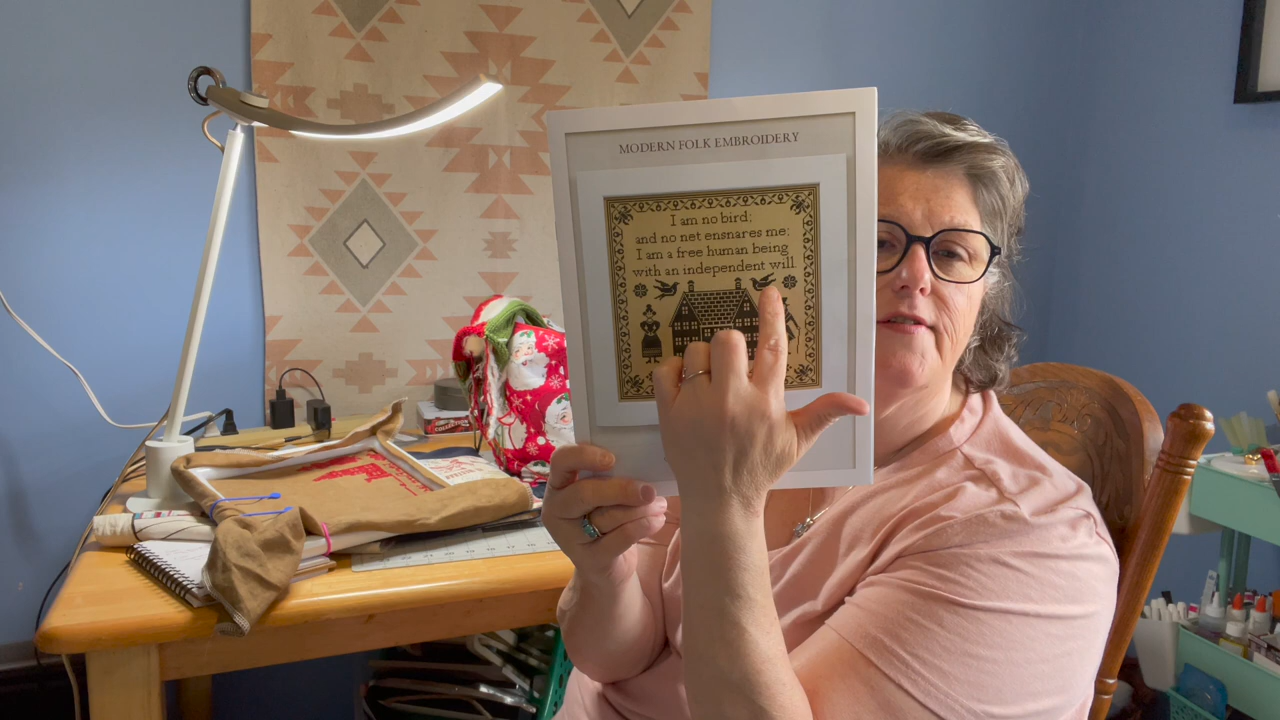 MODERN FOLK EMBROIDERY
I am no bird;
and no net ensnares me:
I am a free human being
with an independent will
COLLECTION